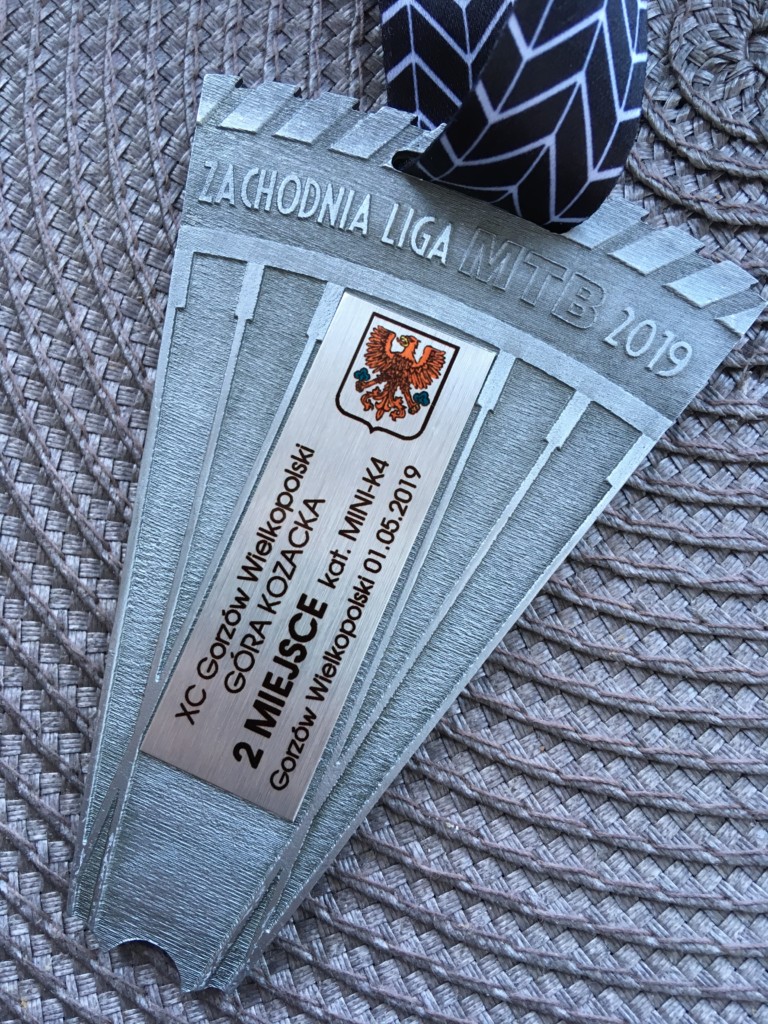 ZACHODNIA LIGA MTB 2019
XC Gorzów Wielkopolski
GÓRA KOZACKA
2 MIEJSCE kat. MINI-K4
Gorzów Wielkopolski 01.05.2019